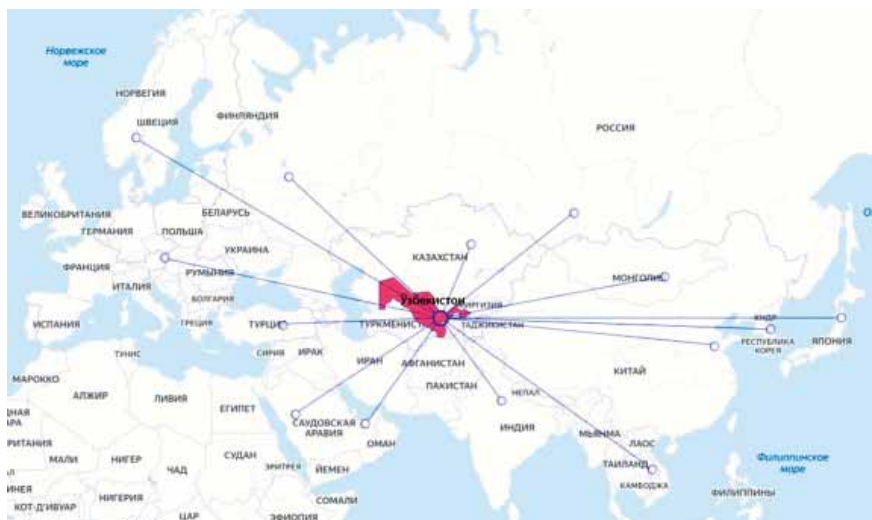 Норвежское
море
НОРВЕГИЯ
ШВЕЦИЯ
ФИНЛЯНДИЯ
РОССИЯ
ВЕЛИКОБРИТАНИЯ
БЕЛАРУСЬ
ГЕРМАНИЯ
ПОЛЬША
УКРАИНА
КАЗАХСТАН
ФРАНЦИЯ
РУМЫНИЯ
МОНГОЛИЯ
ИТАЛИЯ
БОЛГАРИЯ
Узбекистон
ИСПАНИЯ
ГРЕЦИЯ
ТУРЦИ
ТУРКМЕНИСТ
ТАДЖИКИСТАН
КНДР
РЕСПУБЛИКА
КОРЕЯ
ЯПОНИЯ
ТУНИС
СИРИЯ
ИРАК
ИРАН
АФГАНИСТАН
КИТАЙ
МАРОККО
АЛЖИР
ЛИВИЯ
ЕГИПЕТ
ПАКИСТАН
НЕПАЛ
САУДОВСКАЯ
АРАВИЯ
ОМАН
ИНДИЯ
МЬЯНМА
ЛАОС
РИТАНИЯ
МАЛИ
НИГЕР
ЧАД
СУДАН
ЭРИТРЕЯ
ЙЕМЕН
ТАИЛАНД
Филиппинское
море
НИГЕРИЯ
СОМАЛИ
КАМБОДЖА
ФИЛИППИНЫ
КОТ-Д'ИВУАР
ЦАР
ЭФИОПИЯ